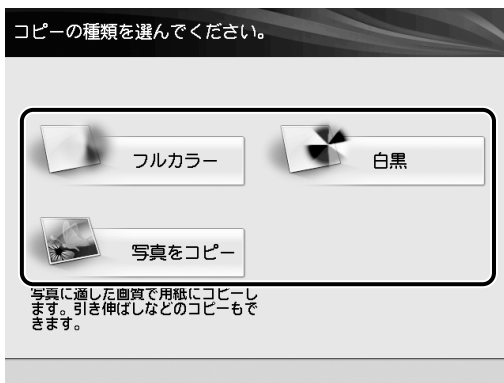 コピーの種類を選んでください。
フルカラー
白黒
写真をコピー
写真に適した画質で用紙にコピーし
ます。引き伸ばしなどのコピーもで
きます。